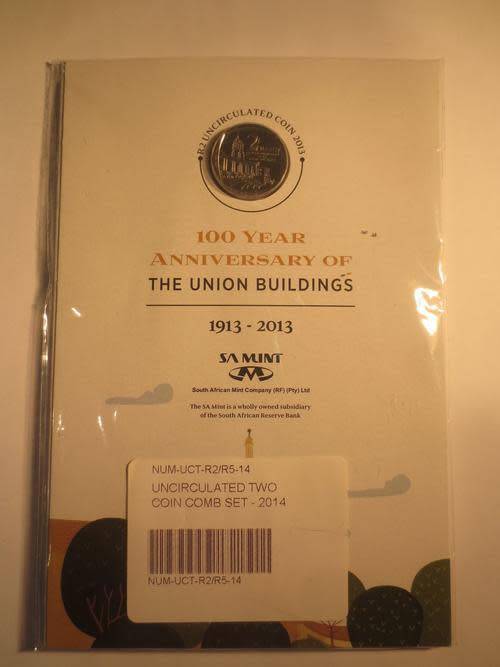 R2 UNCIRCULATED COIN 2013
100 YEAR
ANNIVERSARY OF
THE UNION BUILDINGS
1913 - 2013
SA MINT
South African Mint Company (RF) (Pty) Ltd
The SA Mint is a wholly owned subsidiary
of the South African Reserve Bank
NUM-UCT-R2/R5-14
UNCIRCULATED TWO
COIN COMB SET - 2014
NUM-UCT-R2/R5-14